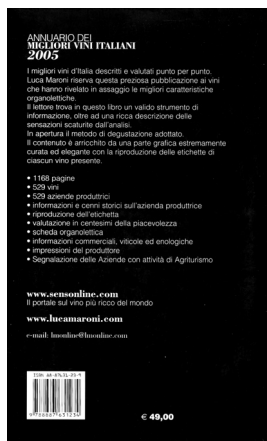 ANNUARIO DEI
MIGLIORI VINI ITALIANI
2005
I migliori vini d'Italia descritti e valutati punto per punto.
Luca Maroni riserva questa preziosa pubblicazione ai vini
che hanno rivelato in assaggio le migliori caratteristiche
organolettiche.
Il lettore trova in questo libro un valido strumento di
informazione, oltre ad una ricca descrizione delle
sensazioni scaturite dall'analisi.
In apertura il metodo di degustazione adottato.
Il contenuto è arricchito da una parte grafica estremamente
curata ed elegante con la riproduzione delle etichette di
ciascun vino presente.
• 1168 pagine
• 529 vini
• 529 aziende produttrici
• informazioni e cenni storici sull'azienda produttrice
• riproduzione dell'etichetta
• valutazione in centesimi della piacevolezza
• scheda organolettica
• informazioni commerciali, viticole ed enologiche
• impressioni del produttore
• Segnalazione delle Aziende con attività di Agriturismo
www.sensonline.com
Il portale sul vino più ricco del mondo
www.lucamaroni.com
e-mail: lmonline@lmonline.com
€ 49,00